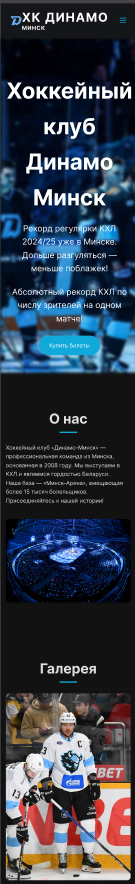 ХК ДИНАМО
МИНСК
Хоккейный
клуб
Динамо
Минск
Рекорд регулярки КХЛ
2024/25 уже в Минске.
Дольше разгуляться —
меньше поблажек!
Абсолютный рекорд КХЛ по
числу зрителей на одном
матче!
Купить билеты
О нас
Хоккейный клуб «Динамо-Минск» —
профессиональная команда из Минска,
основанная в 2008 году. Мы выступаем в
КХЛ и являемся гордостью Беларуси.
Наша база — «Минск-Арена», вмещающая
более 15 тысяч болельщиков.
Присоединяйтесь к нашей истории!
Галерея
13